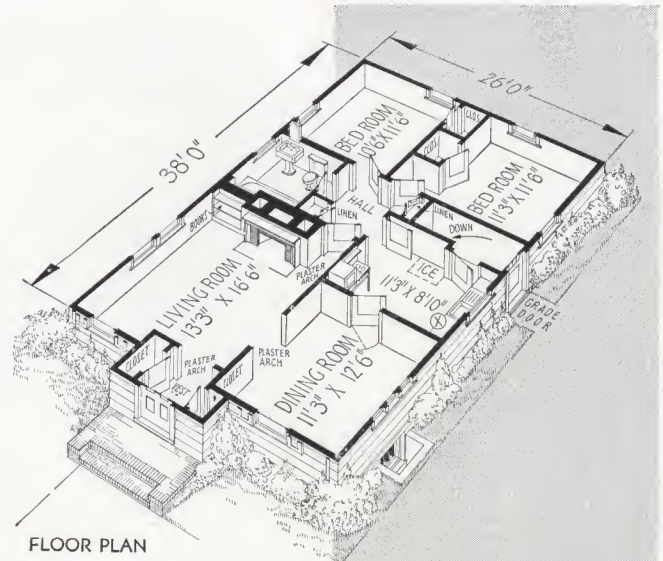 38'0"
26'0"
BED ROOM
10'6"X11'6"
CLOS.
CLOS.
BED ROOM
11'3"X11'6"
HALL
LINEN
LINEN
DOWN
BOOKS
LIVING ROOM
13'3" X 16'6"
PLASTER
ARCH
ICE
11'3" X 8'10"
GRADE
DOOR
CLOSET
PLASTER
ARCH
VEST
CLOSET
PLASTER
ARCH
DINING ROOM
11'3" X 12'6"
FLOOR PLAN